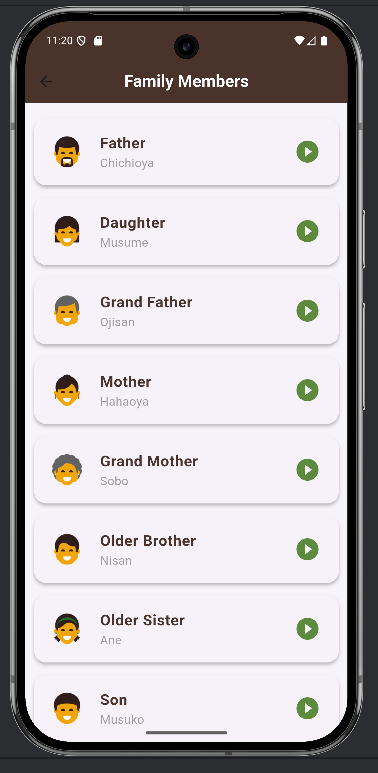 11:20
Family Members
Father
Chichioya
Daughter
Musume
Grand Father
Ojisan
Mother
Hahaoya
Grand Mother
Sobo
Older Brother
Nisan
Older Sister
Ane
Son
Musuko